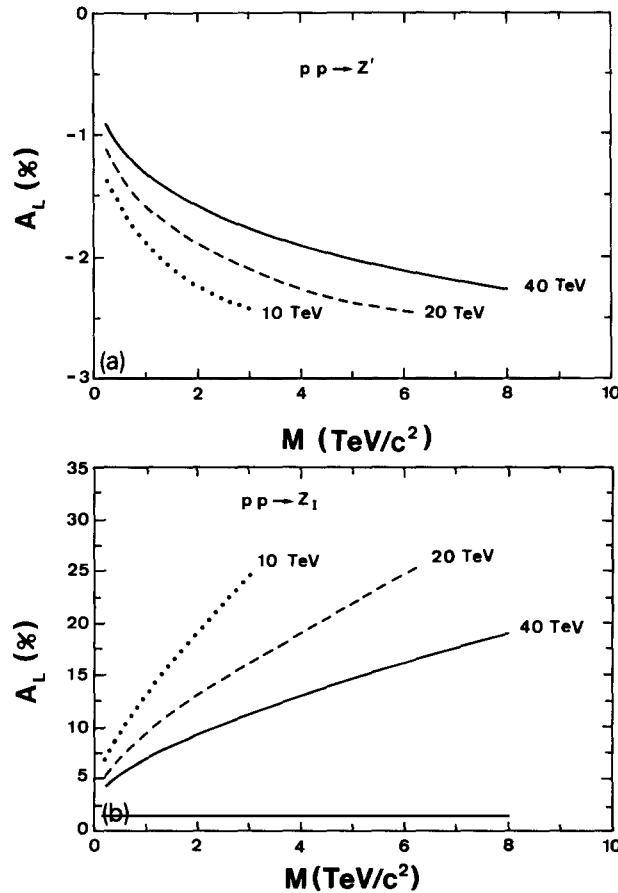 0
-1
-2
-3
A_L (%)
pp→Z'
40 TeV
20 TeV
10 TeV
(a)
0 2 4 6 8 10
M (TeV/c²)
35
30
25
20
15
10
5
0
A_L (%)
pp→Z_I
10 TeV
20 TeV
40 TeV
(b)
0 2 4 6 8 10
M (TeV/c²)